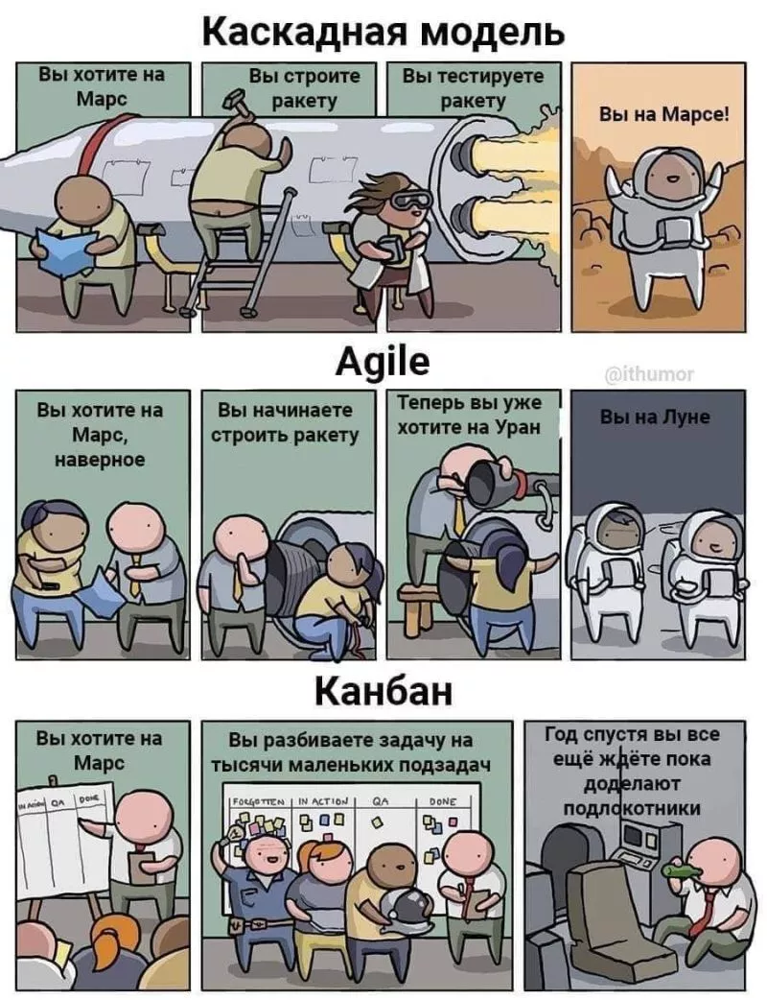 Каскадная модель
Вы хотите на
Марс
Вы строите
ракету
Вы тестируете
ракету
Вы на Марсе!
Agile
@ithumor
Вы хотите на
Марс,
наверное
Вы начинаете
строить ракету
Теперь вы уже
хотите на Уран
Вы на Луне
Канбан
Вы хотите на
Марс
IN ACTION QA DONE
Вы разбиваете задачу на
тысячи маленьких подзадач
FORGOTTEN IN ACTION QA DONE
Год спустя вы все
ещё ждёте пока
доделают
подлокотники